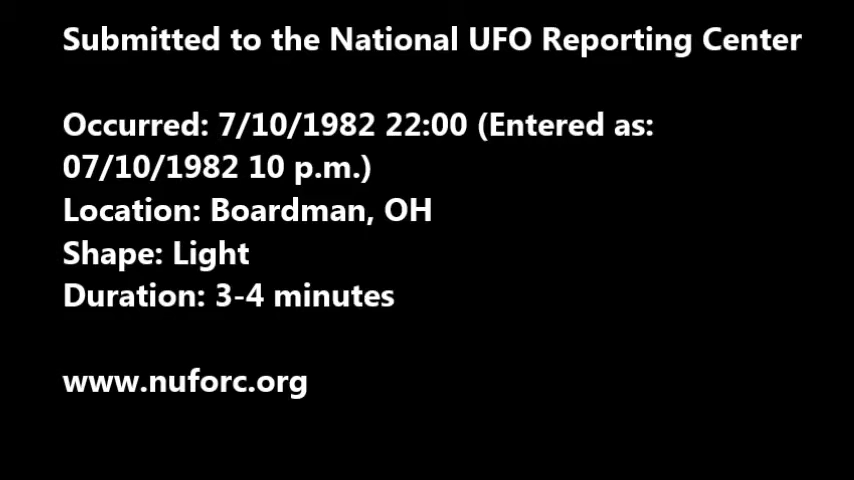 Submitted to the National UFO Reporting Center
Occurred: 7/10/1982 22:00 (Entered as:
07/10/1982 10 p.m.)
Location: Boardman, OH
Shape: Light
Duration: 3-4 minutes
www.nuforc.org